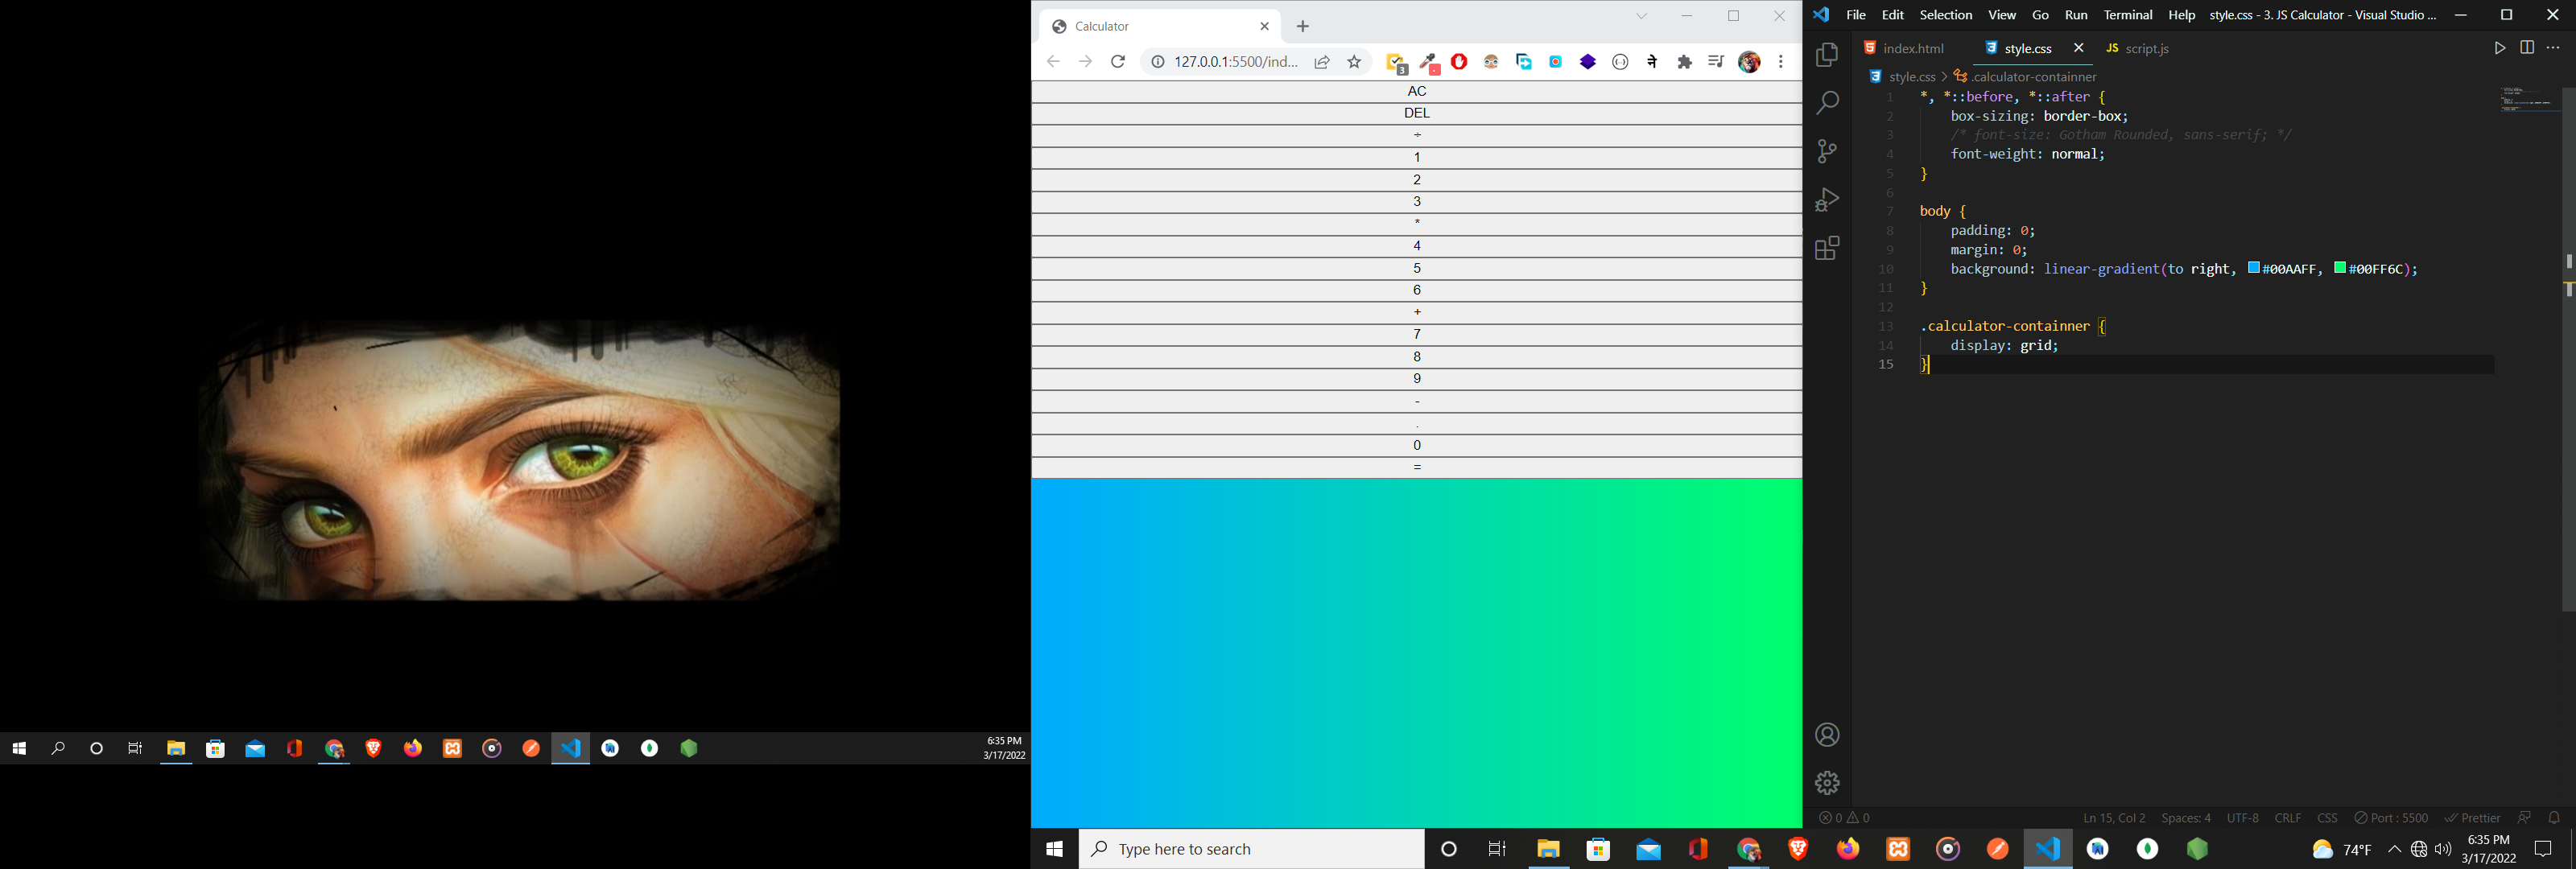 6:35 PM
3/17/2022
Calculator
127.0.0.1:5500/ind...
3
AC
DEL
÷
1
2
3
*
4
5
6
+
7
8
9
-
.
0
=
Type here to search
File Edit Selection View Go Run Terminal Help style.css - 3. JS Calculator - Visual Studio ...
index.html style.css JS script.js
style.css > .calculator-containner
1 *, *::before, *::after {
2 box-sizing: border-box;
3 /* font-size: Gotham Rounded, sans-serif; */
4 font-weight: normal;
5 }
6
7 body {
8 padding: 0;
9 margin: 0;
10 background: linear-gradient(to right, #00AAFF, #00FF6C);
11 }
12
13 .calculator-containner {
14 display: grid;
15 }
0 0 Ln 15, Col 2 Spaces: 4 UTF-8 CRLF CSS Port : 5500 Prettier
74°F 6:35 PM
3/17/2022